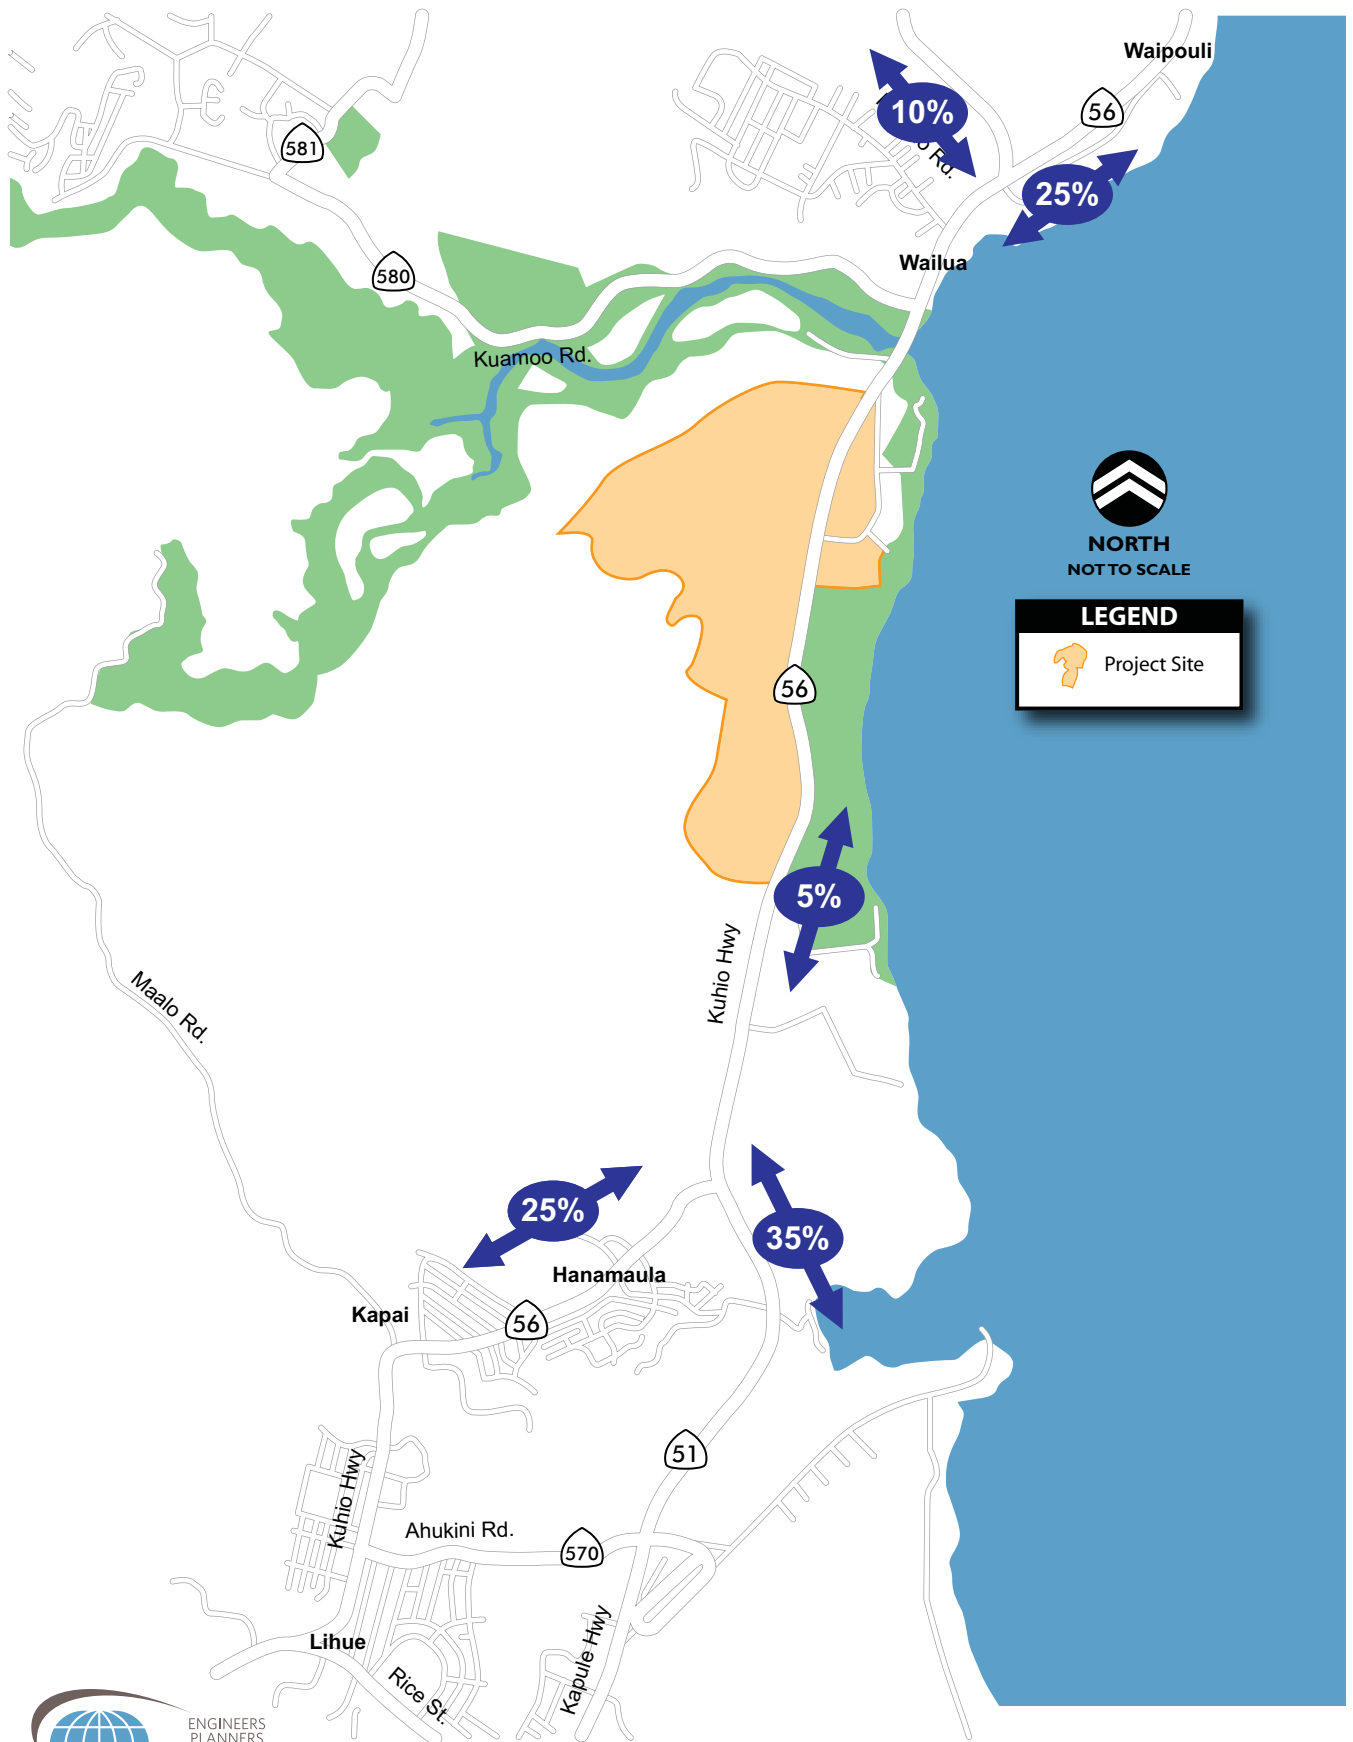 Waipouli
56
10%
Rd.
581
25%
Wailua
580
Kuamoo Rd.
NORTH
NOT TO SCALE
LEGEND
Project Site
56
5%
Kuhio Hwy
Maalo Rd.
25%
35%
Hanamaula
Kapai
56
51
Kuhio Hwy
Ahukini Rd.
570
Lihue
Rice St.
Kapule Hwy
ENGINEERS
PLANNERS